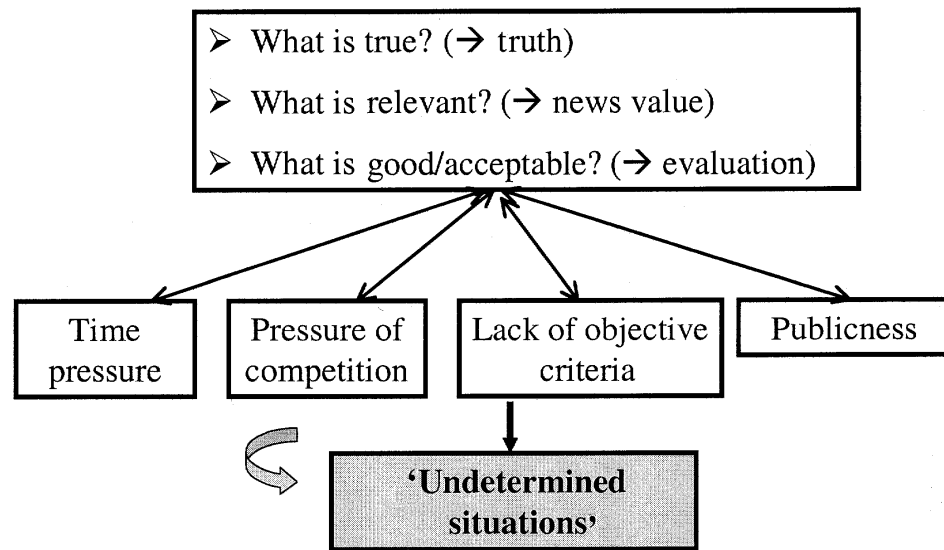 ➢ What is true? (→ truth)
➢ What is relevant? (→ news value)
➢ What is good/acceptable? (→ evaluation)
Time
pressure
Pressure of
competition
Lack of objective
criteria
Publicness
‘Undetermined
situations’